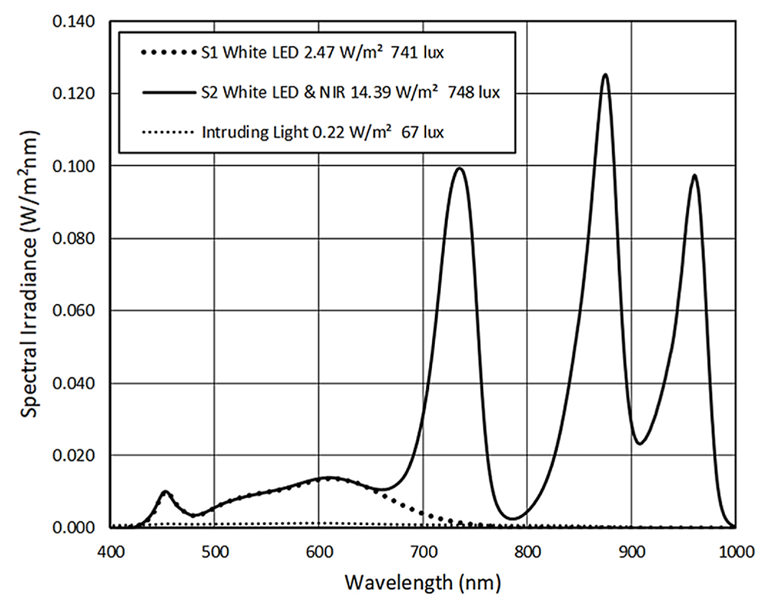 0.140
0.120
0.100
0.080
0.060
0.040
0.020
0.000
Spectral Irradiance (W/m²nm)
S1 White LED 2.47 W/m² 741 lux
S2 White LED & NIR 14.39 W/m² 748 lux
Intruding Light 0.22 W/m² 67 lux
400 500 600 700 800 900 1000
Wavelength (nm)